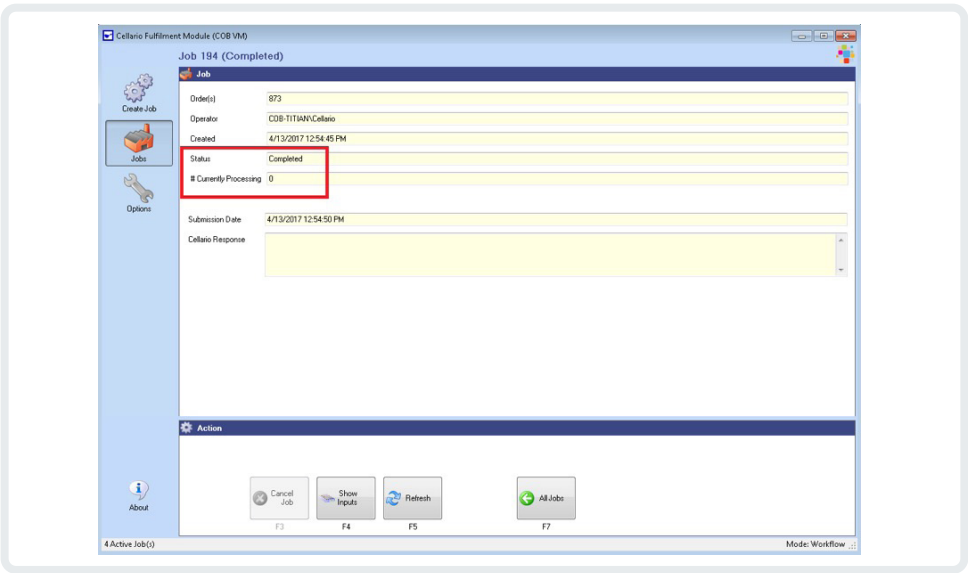 Cellario Fulfilment Module (COB VM)
Job 194 (Completed)
Job
Create Job
Order(s) 873
Operator COB-TITIAN\Cellario
Created 4/13/2017 12:54:45 PM
Jobs
Status Completed
# Currently Processing 0
Options
Submission Date 4/13/2017 12:54:50 PM
Cellario Response
Action
Cancel Job
Show Inputs
Refresh
All Jobs
About
F3 F4 F5 F7
4 Active Job(s) Mode: Workflow